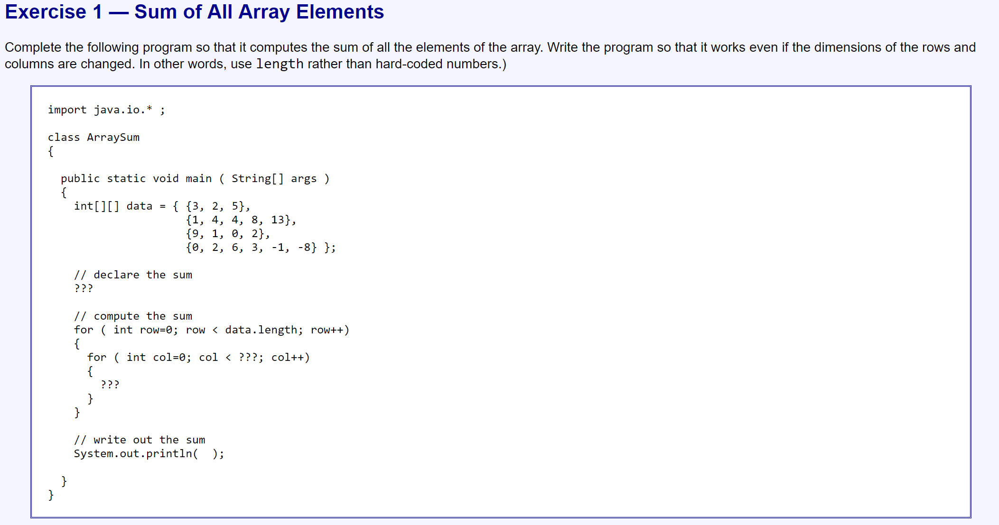 Exercise 1 — Sum of All Array Elements
Complete the following program so that it computes the sum of all the elements of the array. Write the program so that it works even if the dimensions of the rows and
columns are changed. In other words, use length rather than hard-coded numbers.)
import java.io.* ;
class ArraySum
{
  public static void main ( String[] args )
  {
    int[][] data = { {3, 2, 5},
                     {1, 4, 4, 8, 13},
                     {9, 1, 0, 2},
                     {0, 2, 6, 3, -1, -8} };
    // declare the sum
    ???
    // compute the sum
    for ( int row=0; row < data.length; row++)
    {
      for ( int col=0; col < ???; col++)
      {
        ???
      }
    }
    // write out the sum
    System.out.println(  );
  }
}